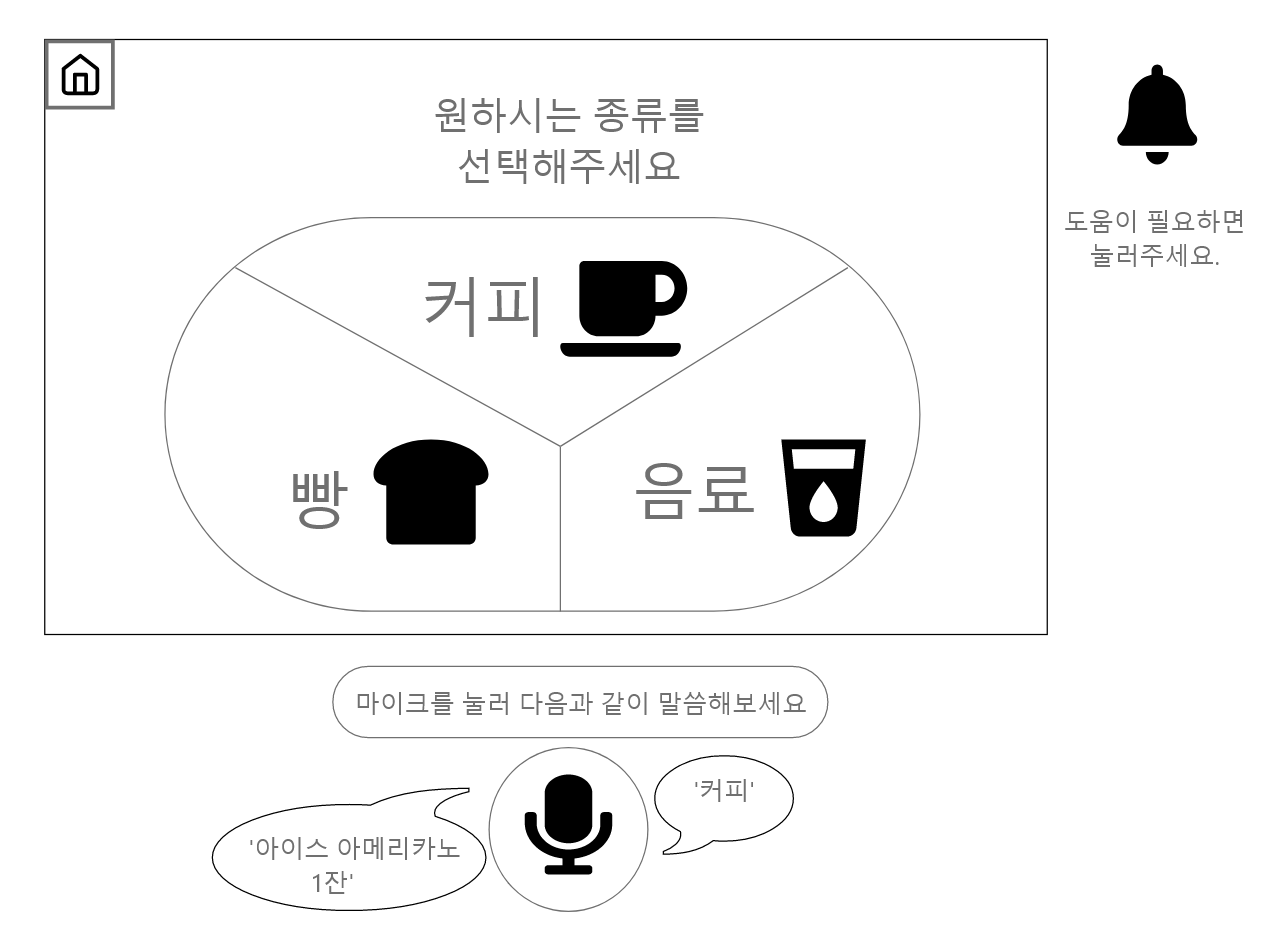 원하시는 종류를
선택해주세요
도움이 필요하면
눌러주세요.
커피
빵
음료
마이크를 눌러 다음과 같이 말씀해보세요
'커피'
'아이스 아메리카노
1잔'